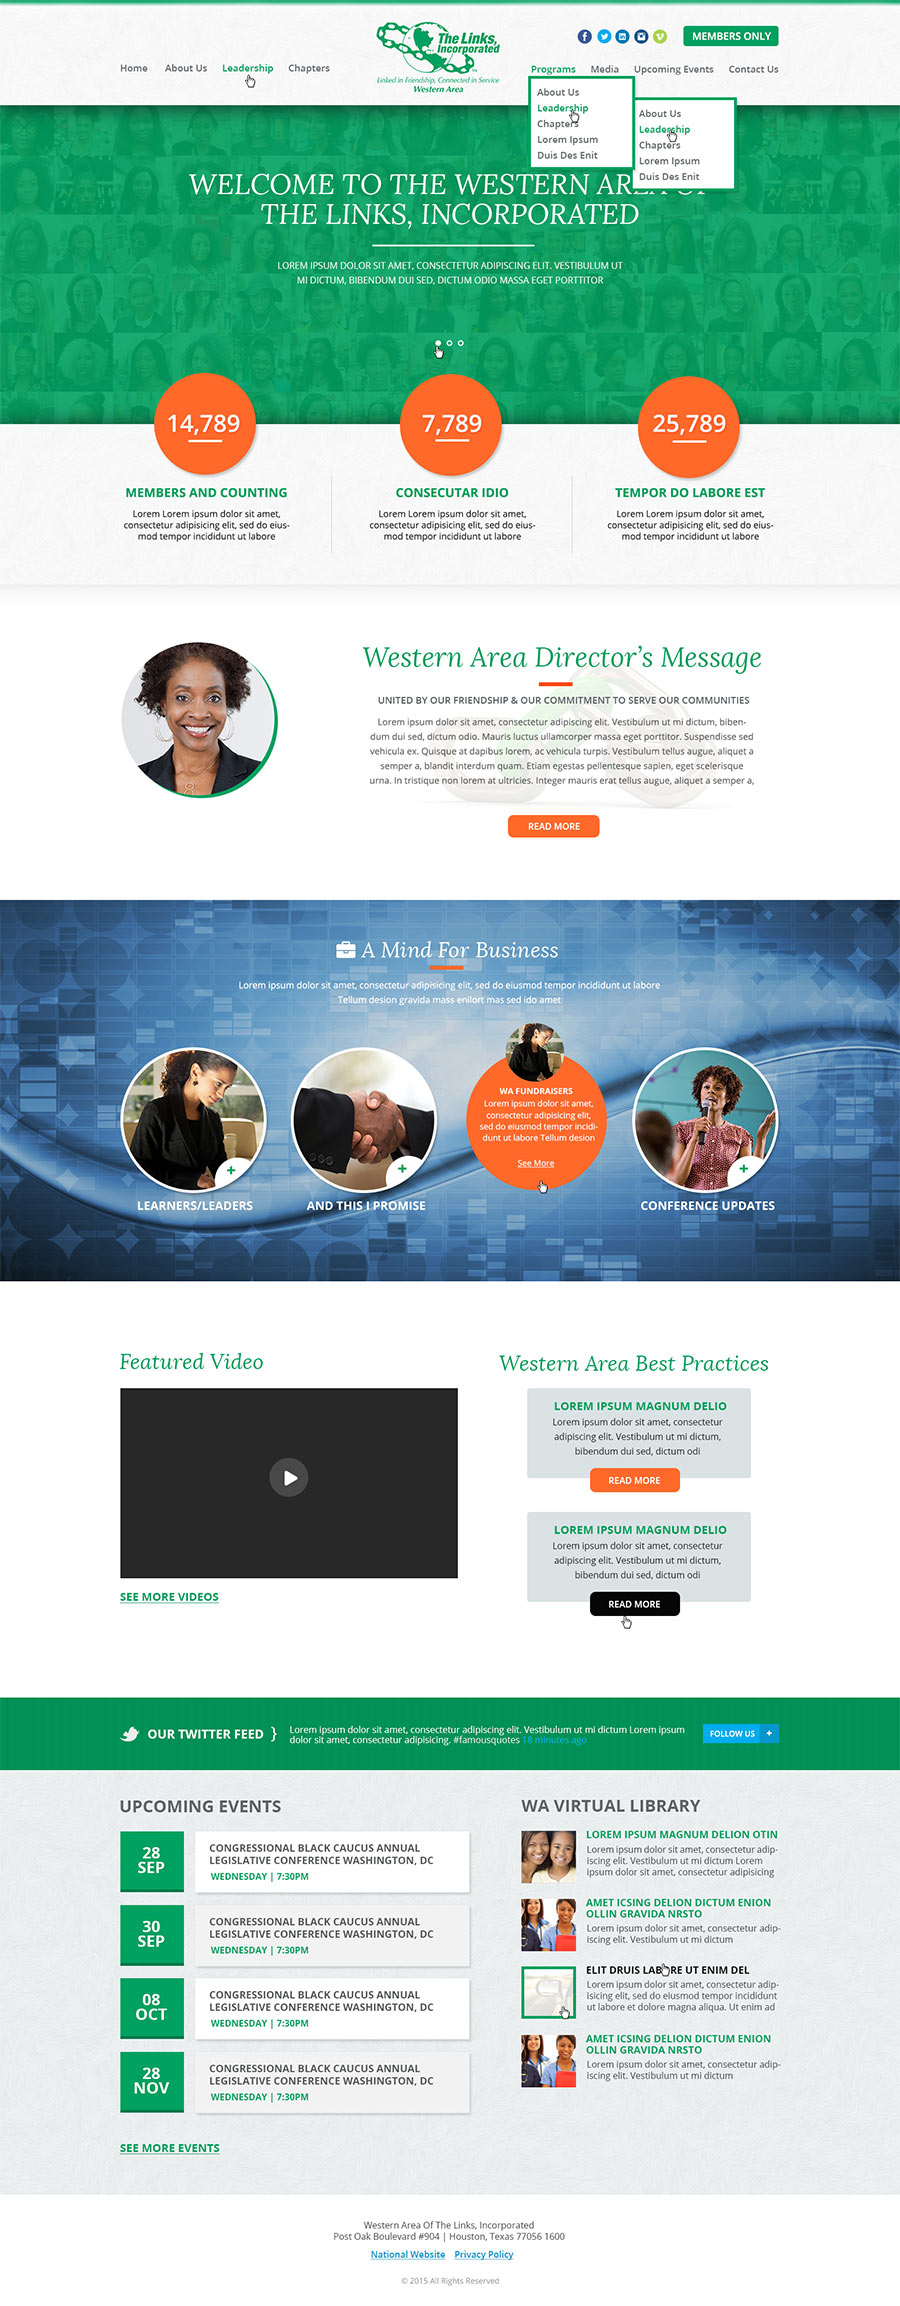 The Links,
Incorporated
Linked in Friendship, Connected in Service
Western Area
MEMBERS ONLY
Home
About Us
Leadership
Chapters
Programs
Media
Upcoming Events
Contact Us
About Us
Leadership
Chapters
Lorem Ipsum
Duis Des Enit
About Us
Leadership
Chapters
Lorem Ipsum
Duis Des Enit
WELCOME TO THE WESTERN AREA OF
THE LINKS, INCORPORATED
LOREM IPSUM DOLOR SIT AMET, CONSECTETUR ADIPISCING ELIT. VESTIBULUM UT
MI DICTUM, BIBENDUM DUI SED, DICTUM ODIO MASSA EGET PORTTITOR
14,789
MEMBERS AND COUNTING
Lorem Lorem ipsum dolor sit amet,
consectetur adipisicing elit, sed do eius-
mod tempor incididunt ut labore
7,789
CONSECUTAR IDIO
Lorem Lorem ipsum dolor sit amet,
consectetur adipisicing elit, sed do eius-
mod tempor incididunt ut labore
25,789
TEMPOR DO LABORE EST
Lorem Lorem ipsum dolor sit amet,
consectetur adipisicing elit, sed do eius-
mod tempor incididunt ut labore
Western Area Director's Message
UNITED BY OUR FRIENDSHIP & OUR COMMITMENT TO SERVE OUR COMMUNITIES
Lorem ipsum dolor sit amet, consectetur adipiscing elit. Vestibulum ut mi dictum, biben-
dum dui sed, dictum odio. Mauris luctus ullamcorper massa eget porttitor. Suspendisse sed
vehicula ex. Quisque at dapibus lorem, ac vehicula turpis. Vestibulum tellus augue, aliquet a
semper a, blandit interdum quam. Etiam egestas pellentesque sapien, eget scelerisque
urna. In tristique non lorem at ultricies. Integer mauris erat tellus augue, aliquet a semper a,
READ MORE
A Mind For Business
Lorem ipsum dolor sit amet, consectetur adipisicing elit, sed do eiusmod tempor incididunt ut labore
Tellum desion gravida mass enilort mas sed ido amet
LEARNERS/LEADERS
AND THIS I PROMISE
WA FUNDRAISERS
Lorem ipsum dolor sit amet,
consectetur adipisicing elit,
sed do eiusmod tempor incidi-
dunt ut labore Tellum desion
See More
CONFERENCE UPDATES
Featured Video
SEE MORE VIDEOS
Western Area Best Practices
LOREM IPSUM MAGNUM DELIO
Lorem ipsum dolor sit amet, consectetur
adipiscing elit. Vestibulum ut mi dictum,
bibendum dui sed, dictum odi
READ MORE
LOREM IPSUM MAGNUM DELIO
Lorem ipsum dolor sit amet, consectetur
adipiscing elit. Vestibulum ut mi dictum,
bibendum dui sed, dictum odi
READ MORE
OUR TWITTER FEED }
Lorem ipsum dolor sit amet, consectetur adipiscing elit. Vestibulum ut mi dictum Lorem ipsum
dolor sit amet, consectetur adipisicing. #famousquotes 18 minutes ago
FOLLOW US +
UPCOMING EVENTS
28
SEP
CONGRESSIONAL BLACK CAUCUS ANNUAL
LEGISLATIVE CONFERENCE WASHINGTON, DC
WEDNESDAY | 7:30PM
30
SEP
CONGRESSIONAL BLACK CAUCUS ANNUAL
LEGISLATIVE CONFERENCE WASHINGTON, DC
WEDNESDAY | 7:30PM
08
OCT
CONGRESSIONAL BLACK CAUCUS ANNUAL
LEGISLATIVE CONFERENCE WASHINGTON, DC
WEDNESDAY | 7:30PM
28
NOV
CONGRESSIONAL BLACK CAUCUS ANNUAL
LEGISLATIVE CONFERENCE WASHINGTON, DC
WEDNESDAY | 7:30PM
SEE MORE EVENTS
WA VIRTUAL LIBRARY
LOREM IPSUM MAGNUM DELION OTIN
Lorem ipsum dolor sit amet, consectetur adip-
iscing elit. Vestibulum ut mi dictum Lorem
ipsum dolor sit amet, consectetur adipisicing
AMET ICSING DELION DICTUM ENION
OLLIN GRAVIDA NRSTO
Lorem ipsum dolor sit amet, consectetur adip-
iscing elit. Vestibulum ut mi dictum
ELIT DRUIS LABORE UT ENIM DEL
Lorem ipsum dolor sit amet, consectetur adip-
iscing elit, sed do eiusmod tempor incididunt
ut labore et dolore magna aliqua. Ut enim ad
AMET ICSING DELION DICTUM ENION
OLLIN GRAVIDA NRSTO
Lorem ipsum dolor sit amet, consectetur adip-
iscing elit. Vestibulum ut mi dictum
Western Area Of The Links, Incorporated
Post Oak Boulevard #904 | Houston, Texas 77056 1600
National Website
Privacy Policy
© 2015 All Rights Reserved